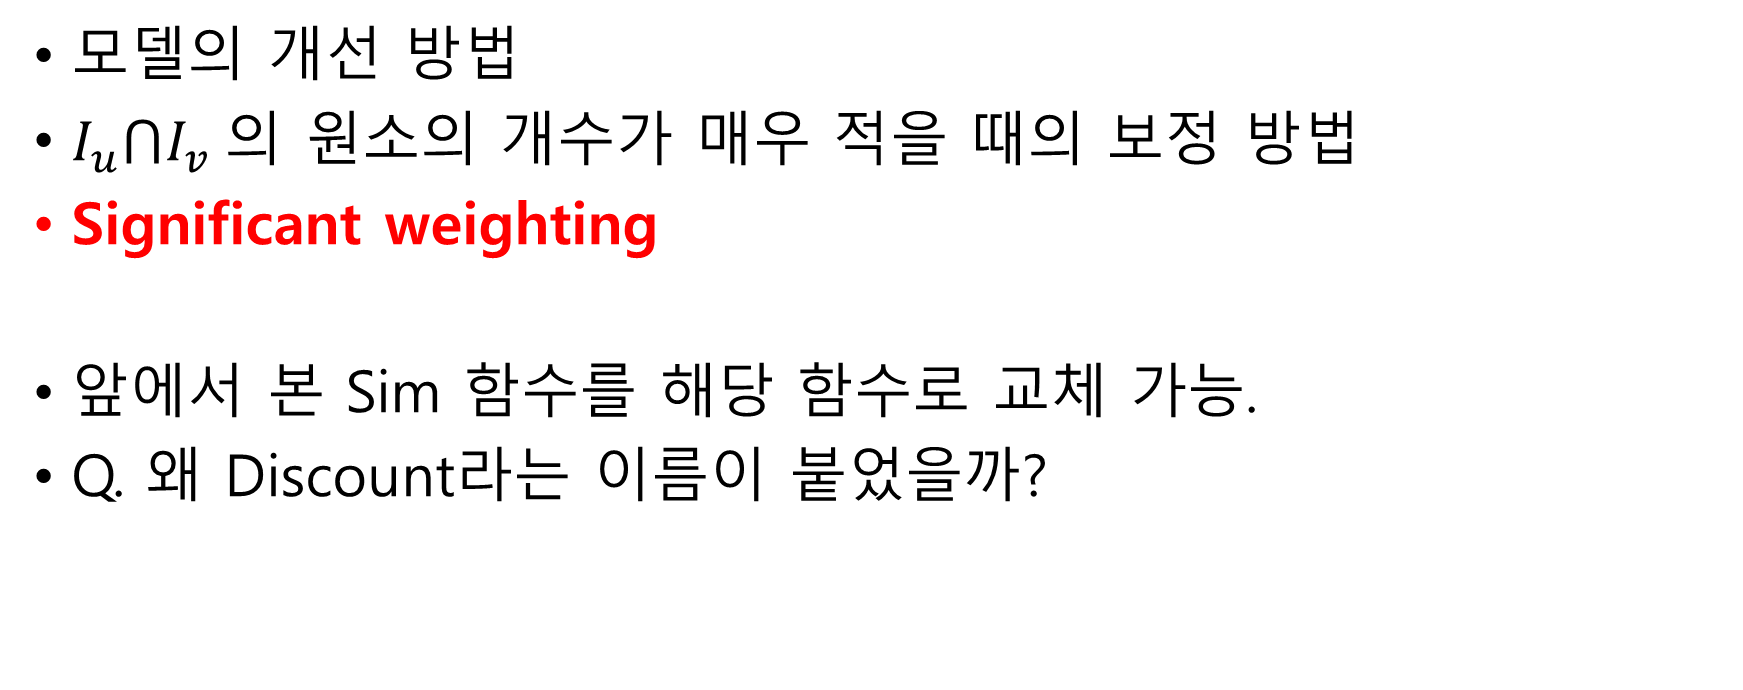 • 모델의 개선 방법
• 𝐼ᵤ∩𝐼ᵥ 의 원소의 개수가 매우 적을 때의 보정 방법
• Significant weighting
• 앞에서 본 Sim 함수를 해당 함수로 교체 가능.
• Q. 왜 Discount라는 이름이 붙었을까?